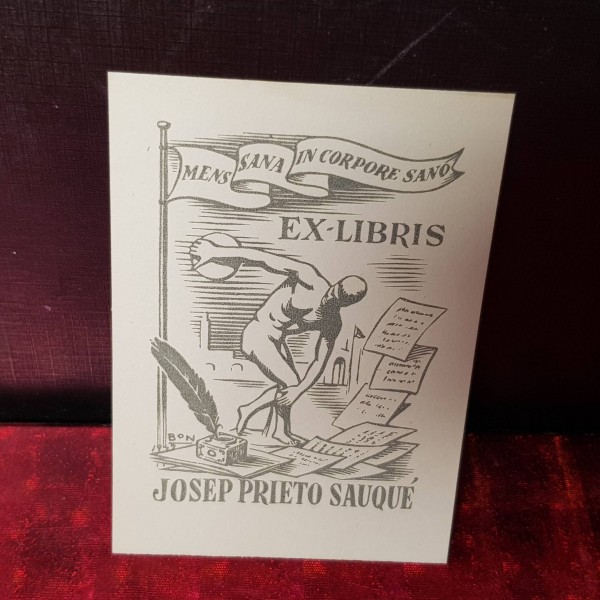 MENS SANA IN CORPORE SANO
EX-LIBRIS
BON
JOSEP PRIETO SAUQUÉ